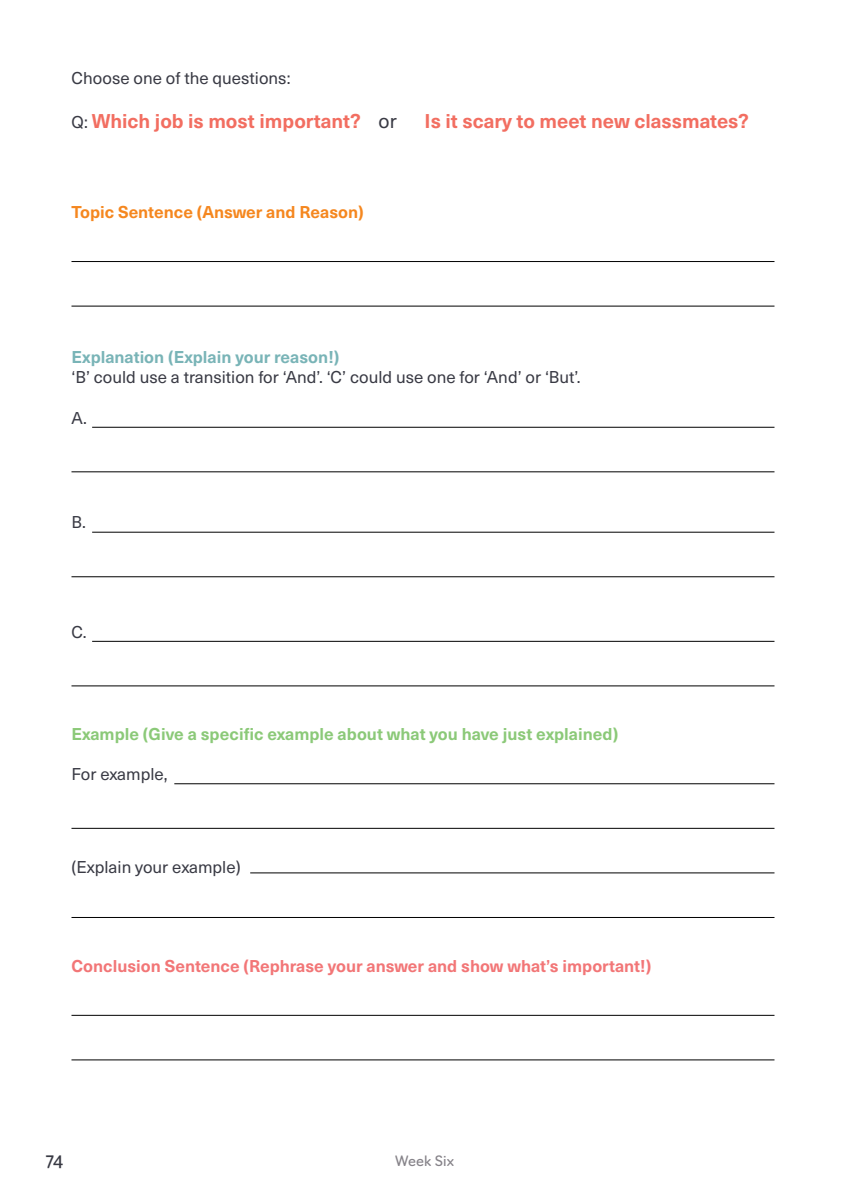 Choose one of the questions:
Q: Which job is most important? or Is it scary to meet new classmates?
Topic Sentence (Answer and Reason)
Explanation (Explain your reason!)
‘B’ could use a transition for ‘And’. ‘C’ could use one for ‘And’ or ‘But’.
A.
B.
C.
Example (Give a specific example about what you have just explained)
For example,
(Explain your example)
Conclusion Sentence (Rephrase your answer and show what’s important!)
74
Week Six